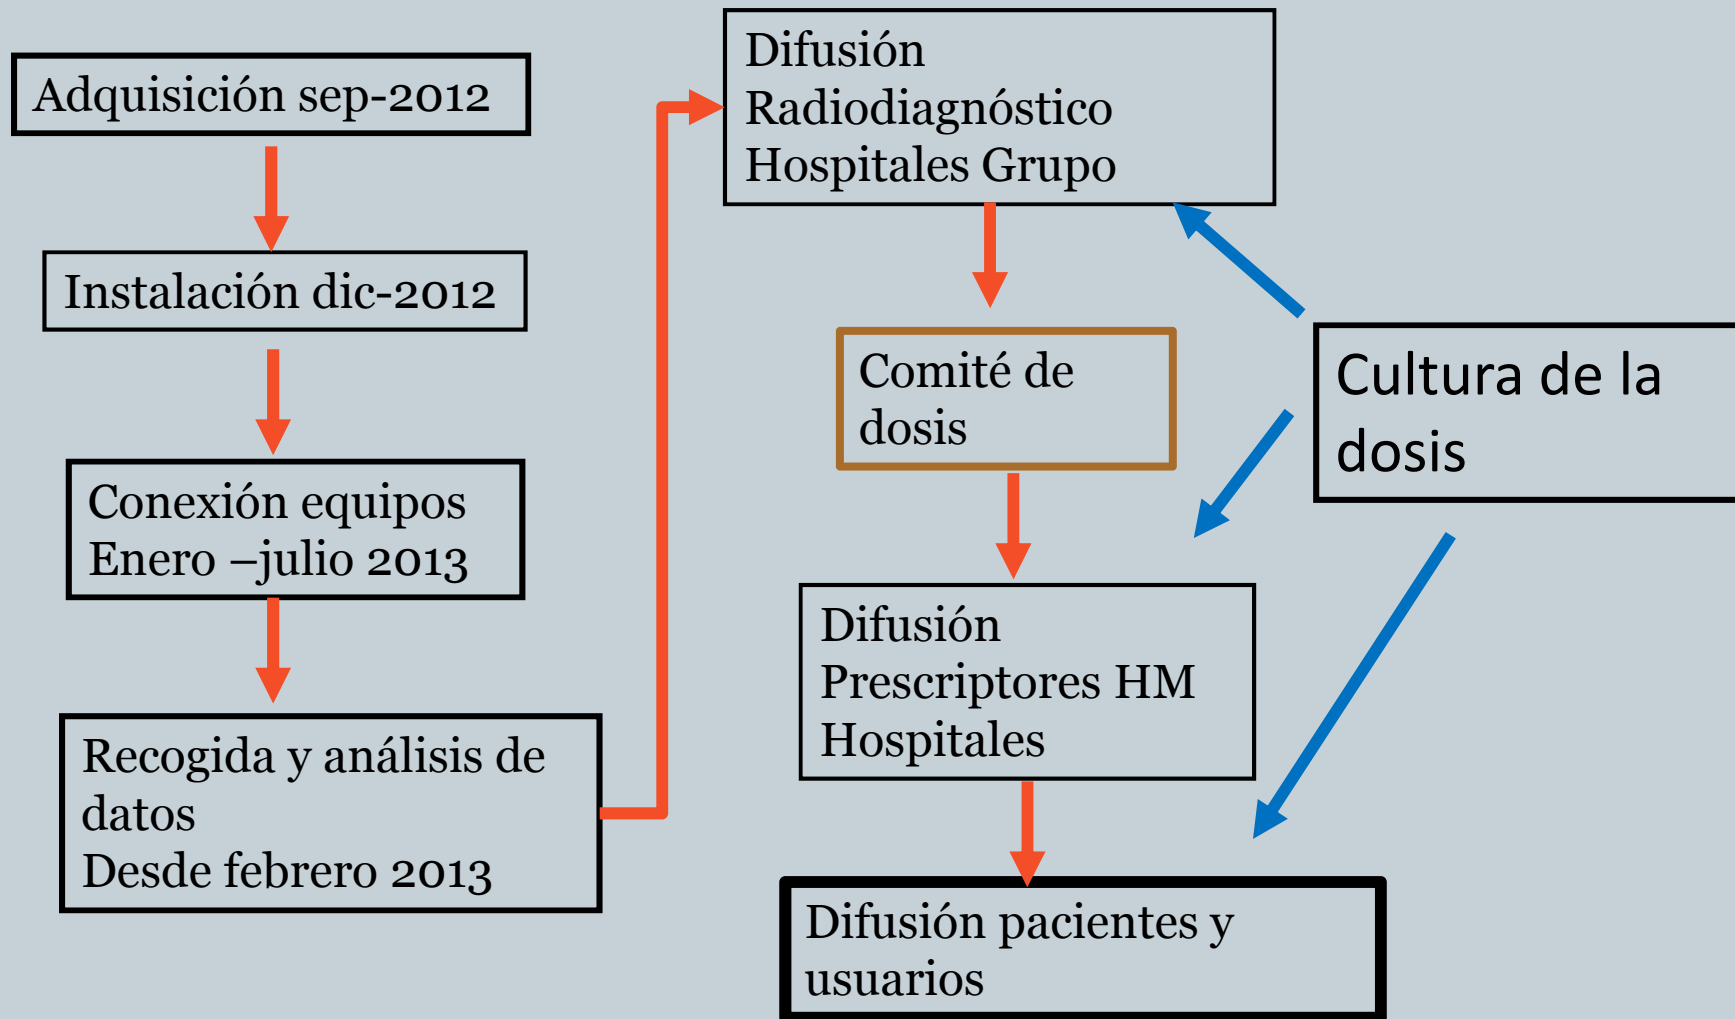 Adquisición sep-2012
Instalación dic-2012
Conexión equipos
Enero –julio 2013
Recogida y análisis de
datos
Desde febrero 2013
Difusión
Radiodiagnóstico
Hospitales Grupo
Comité de
dosis
Difusión
Prescriptores HM
Hospitales
Difusión pacientes y
usuarios
Cultura de la
dosis